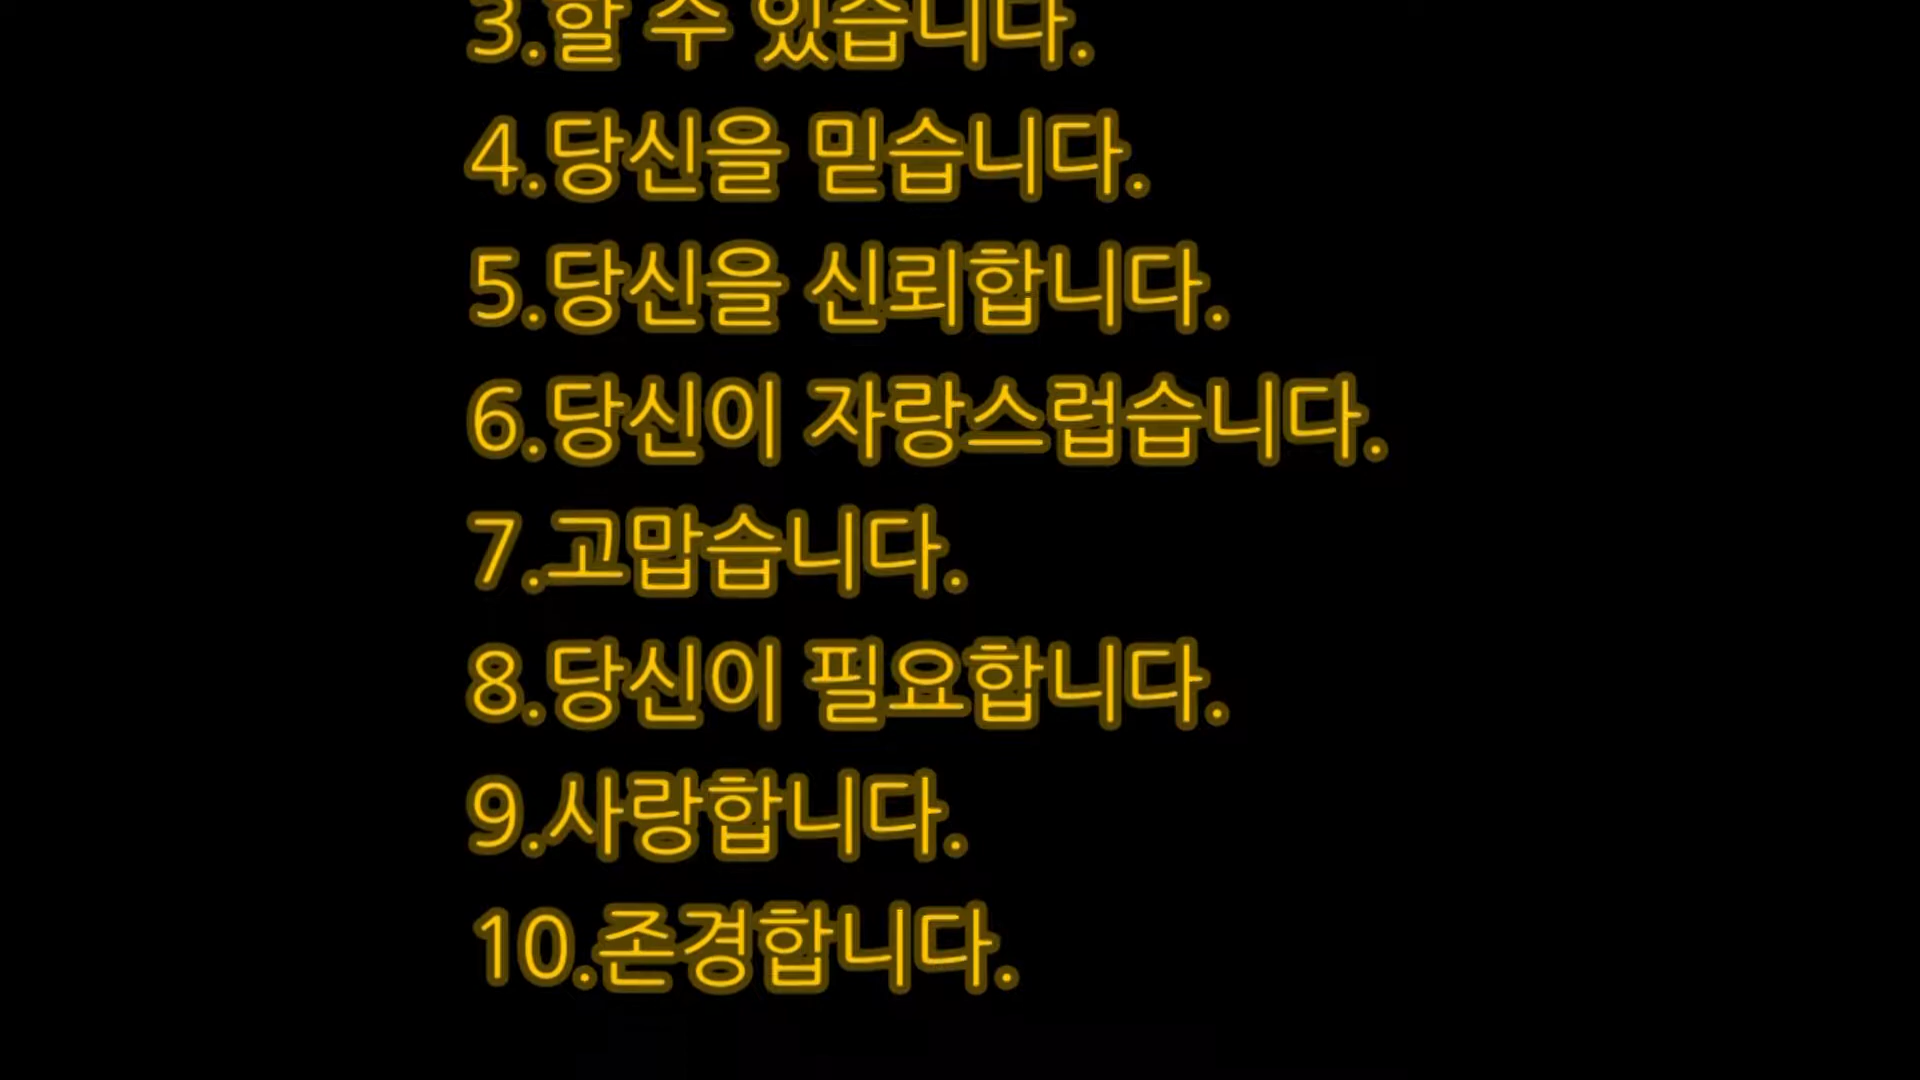 3.할 수 있습니다.
4.당신을 믿습니다.
5.당신을 신뢰합니다.
6.당신이 자랑스럽습니다.
7.고맙습니다.
8.당신이 필요합니다.
9.사랑합니다.
10.존경합니다.